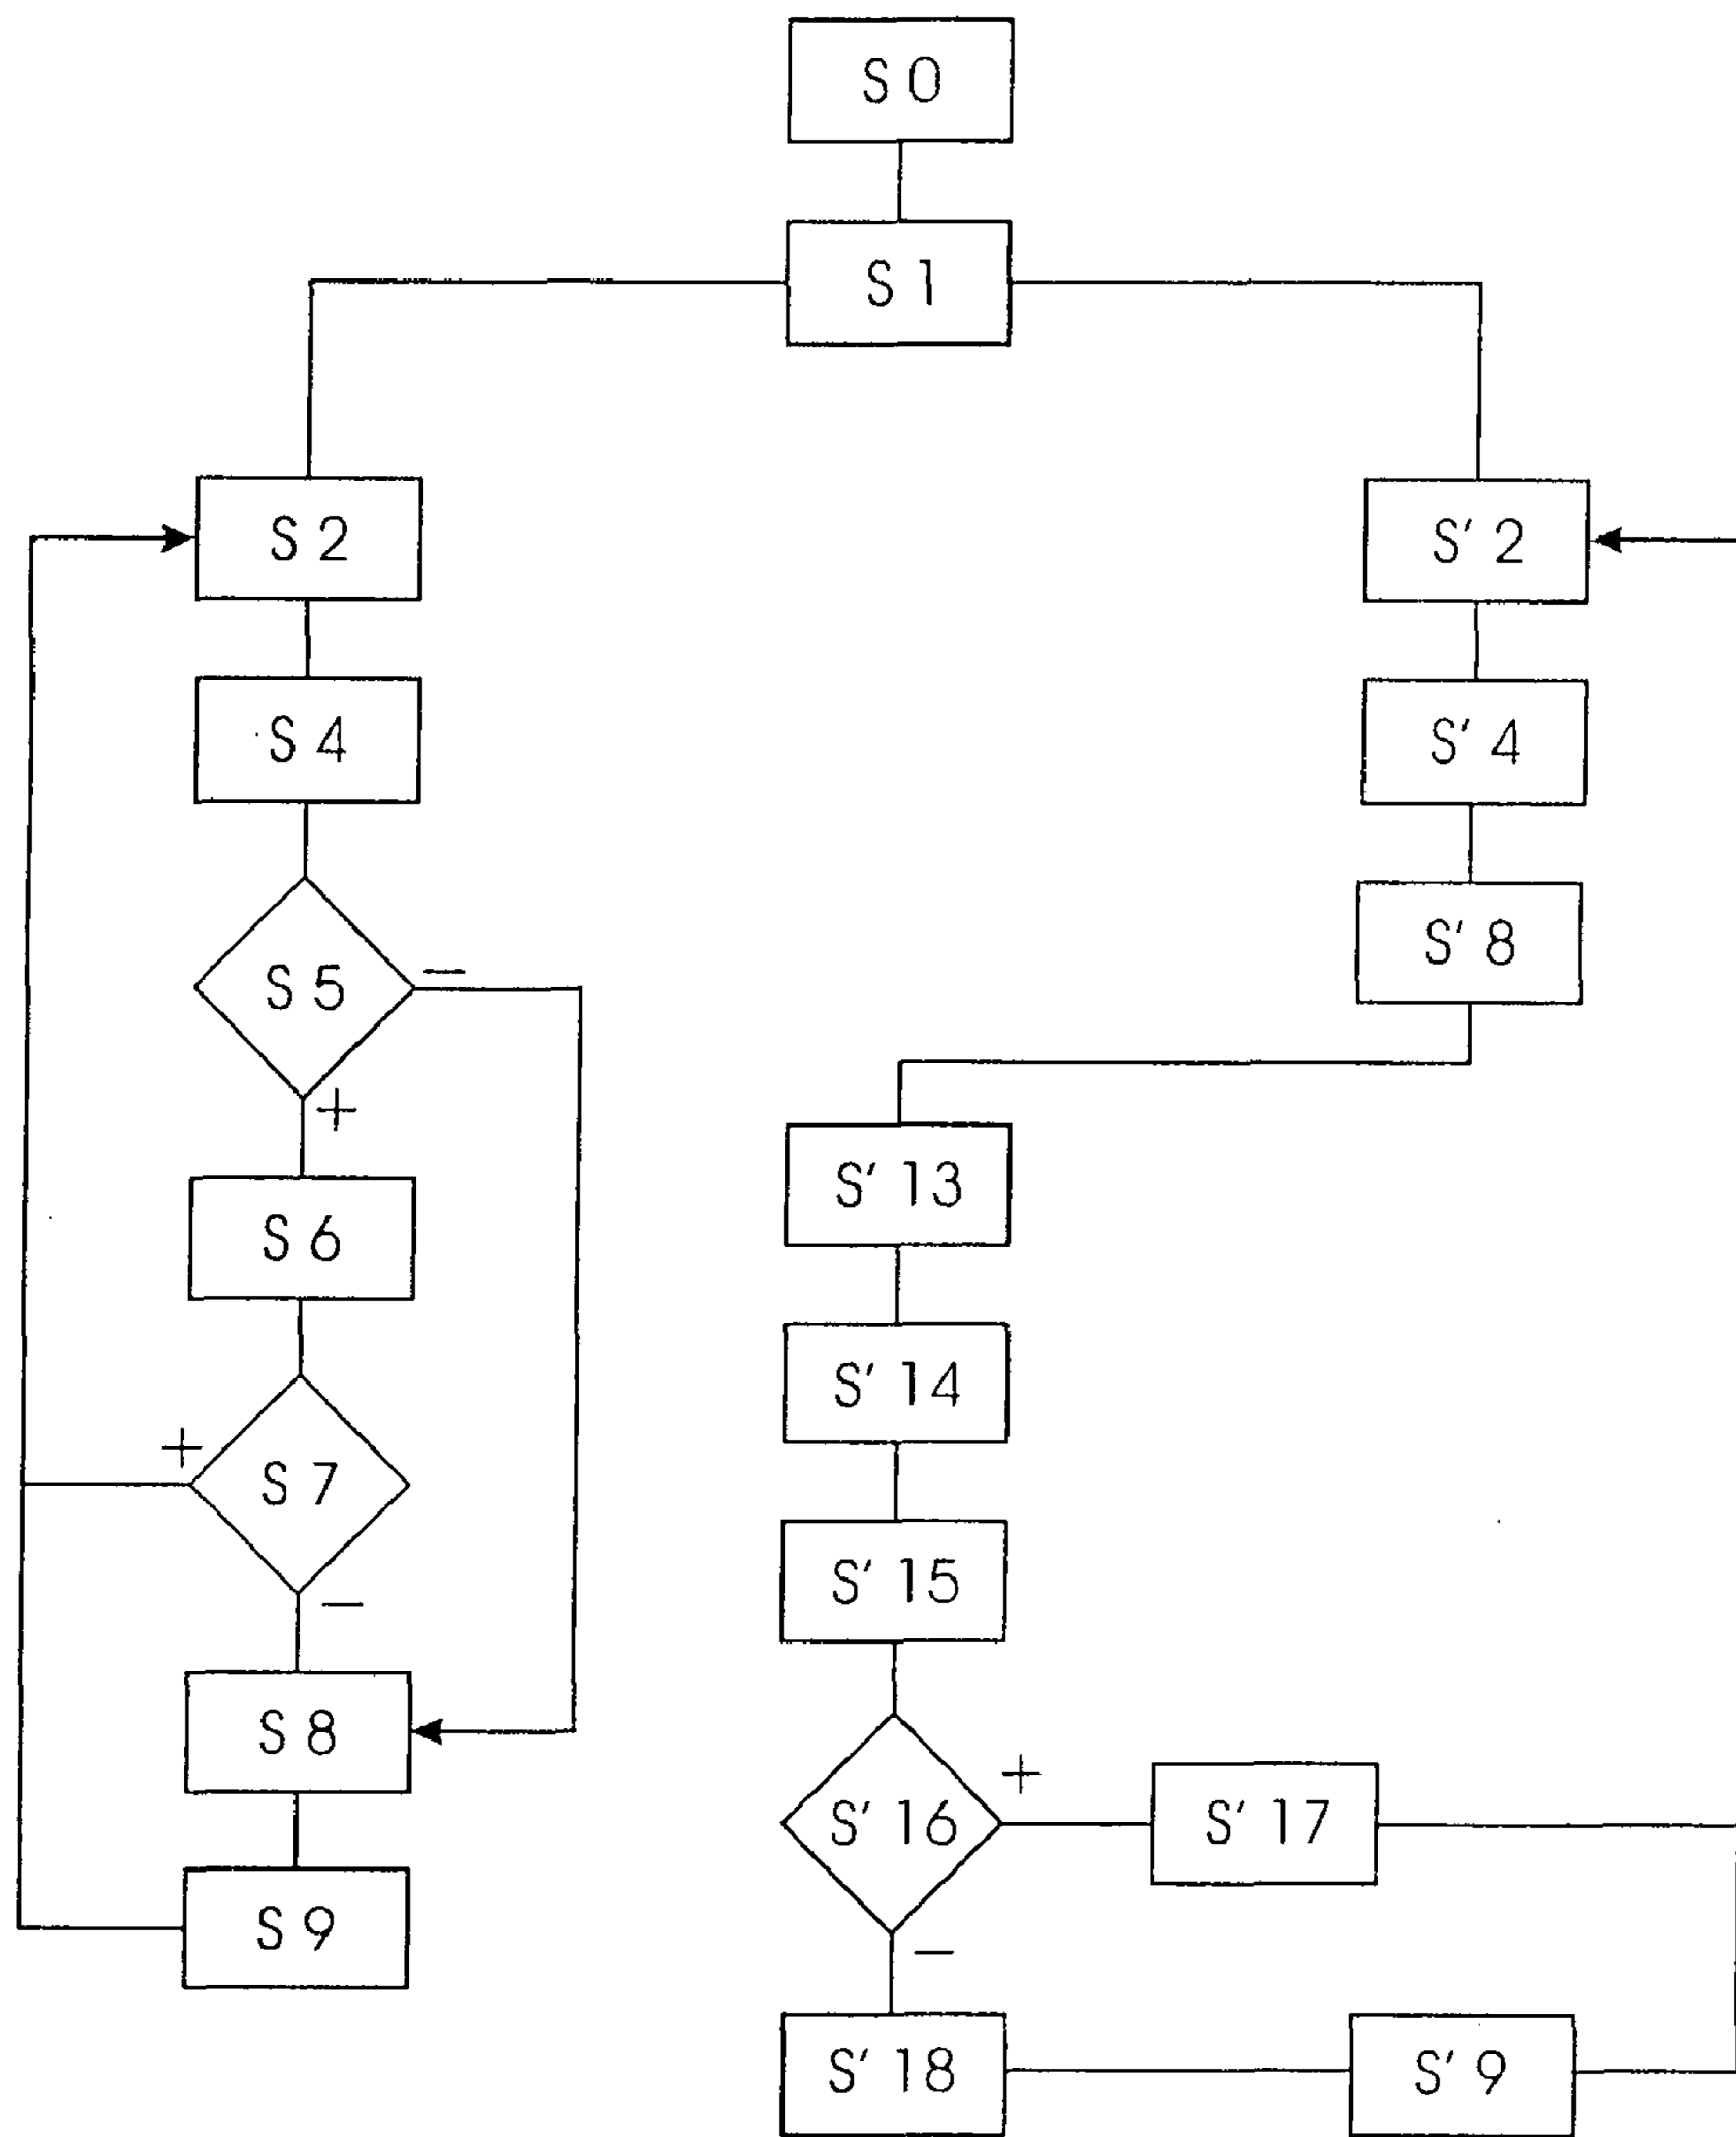 S 0
S 1
S 2
S 4
S 5
−
+
S 6
+
S 7
−
S 8
S 9
S' 2
S' 4
S' 8
S' 13
S' 14
S' 15
S' 16
+
S' 17
−
S' 18
S' 9